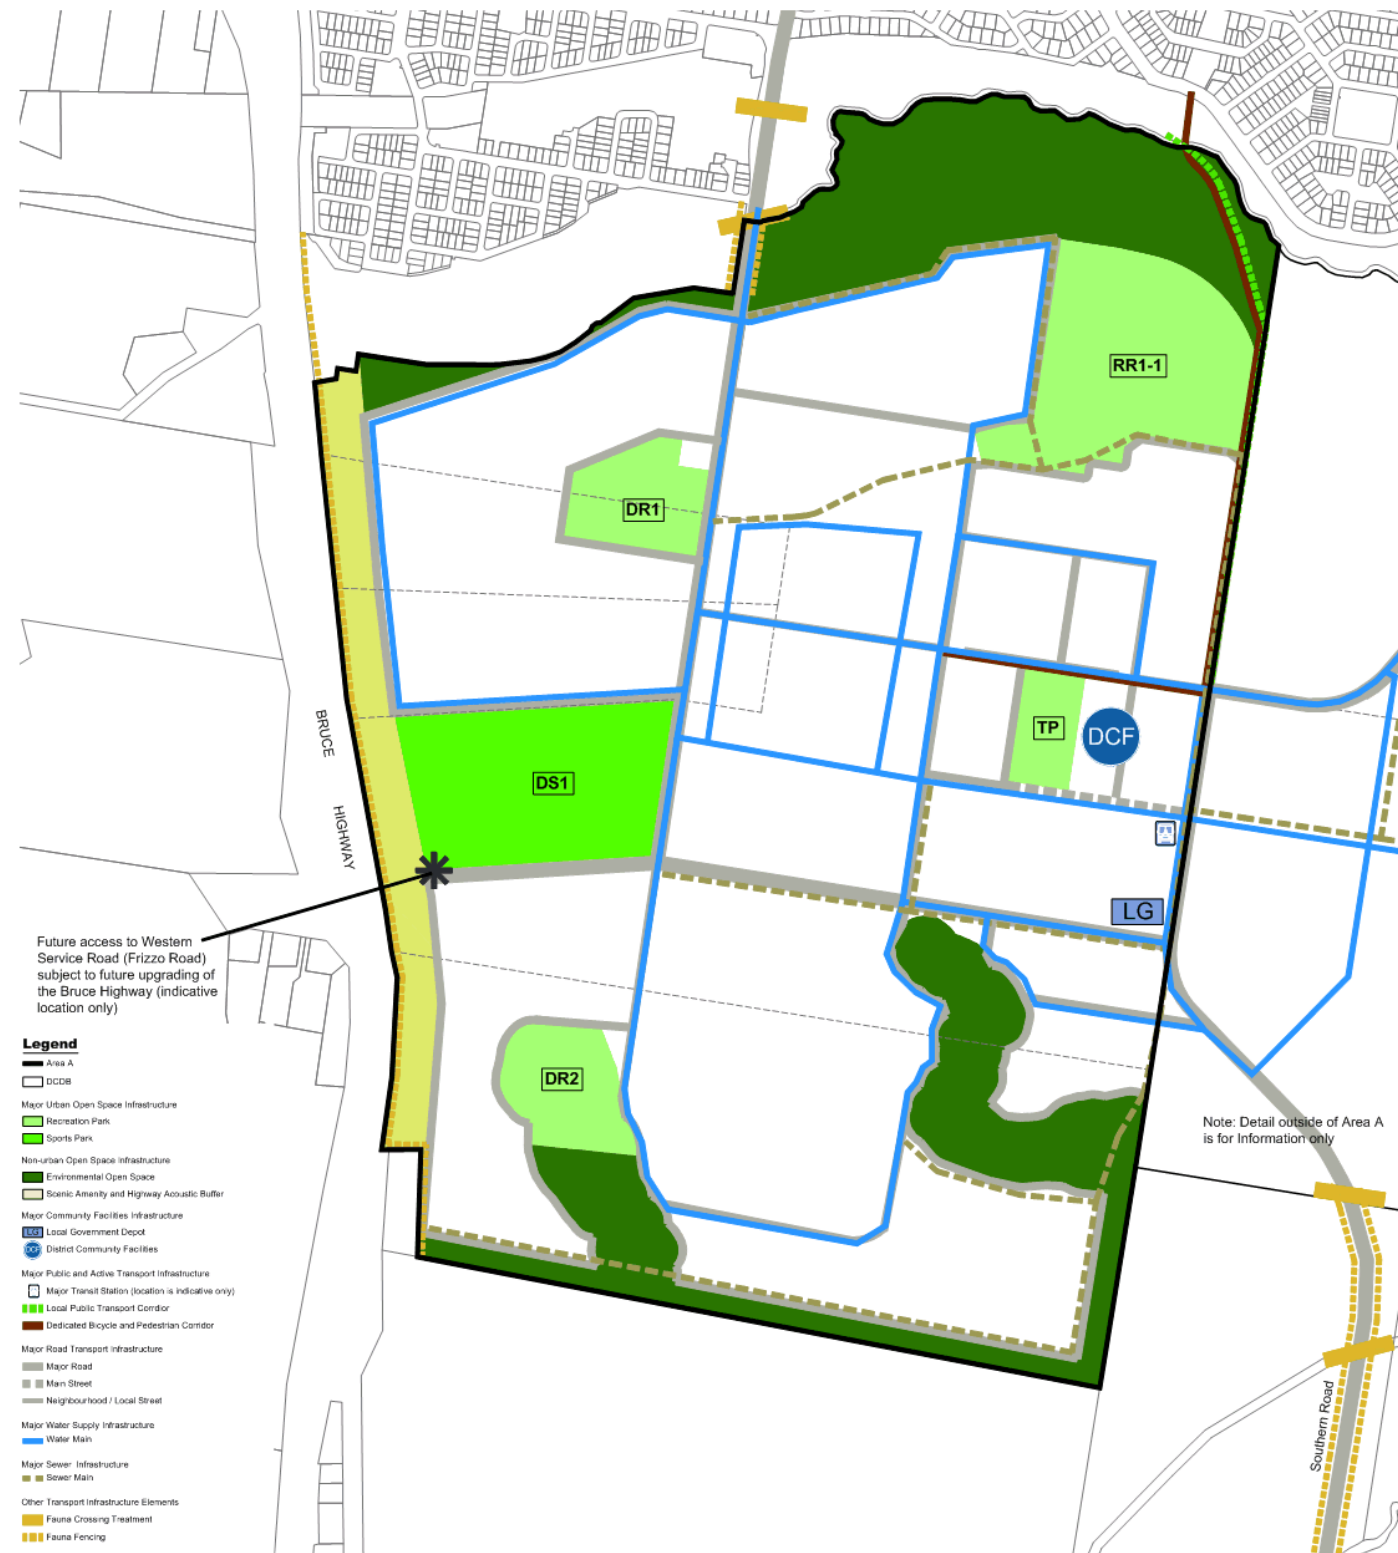 RR1-1
DR1
BRUCE
TP
DCF
DS1
HIGHWAY
LG
Future access to Western
Service Road (Frizzo Road)
subject to future upgrading of
the Bruce Highway (indicative
location only)
DR2
Note: Detail outside of Area A
is for Information only
Southern Road
Legend
Area A
DCDB
Major Urban Open Space Infrastructure
Recreation Park
Sports Park
Non-urban Open Space Infrastructure
Environmental Open Space
Scenic Amenity and Highway Acoustic Buffer
Major Community Facilities Infrastructure
LG Local Government Depot
DCF District Community Facilities
Major Public and Active Transport Infrastructure
Major Transit Station (location is indicative only)
Local Public Transport Corridor
Dedicated Bicycle and Pedestrian Corridor
Major Road Transport Infrastructure
Major Road
Main Street
Neighbourhood / Local Street
Major Water Supply Infrastructure
Water Main
Major Sewer Infrastructure
Sewer Main
Other Transport Infrastructure Elements
Fauna Crossing Treatment
Fauna Fencing